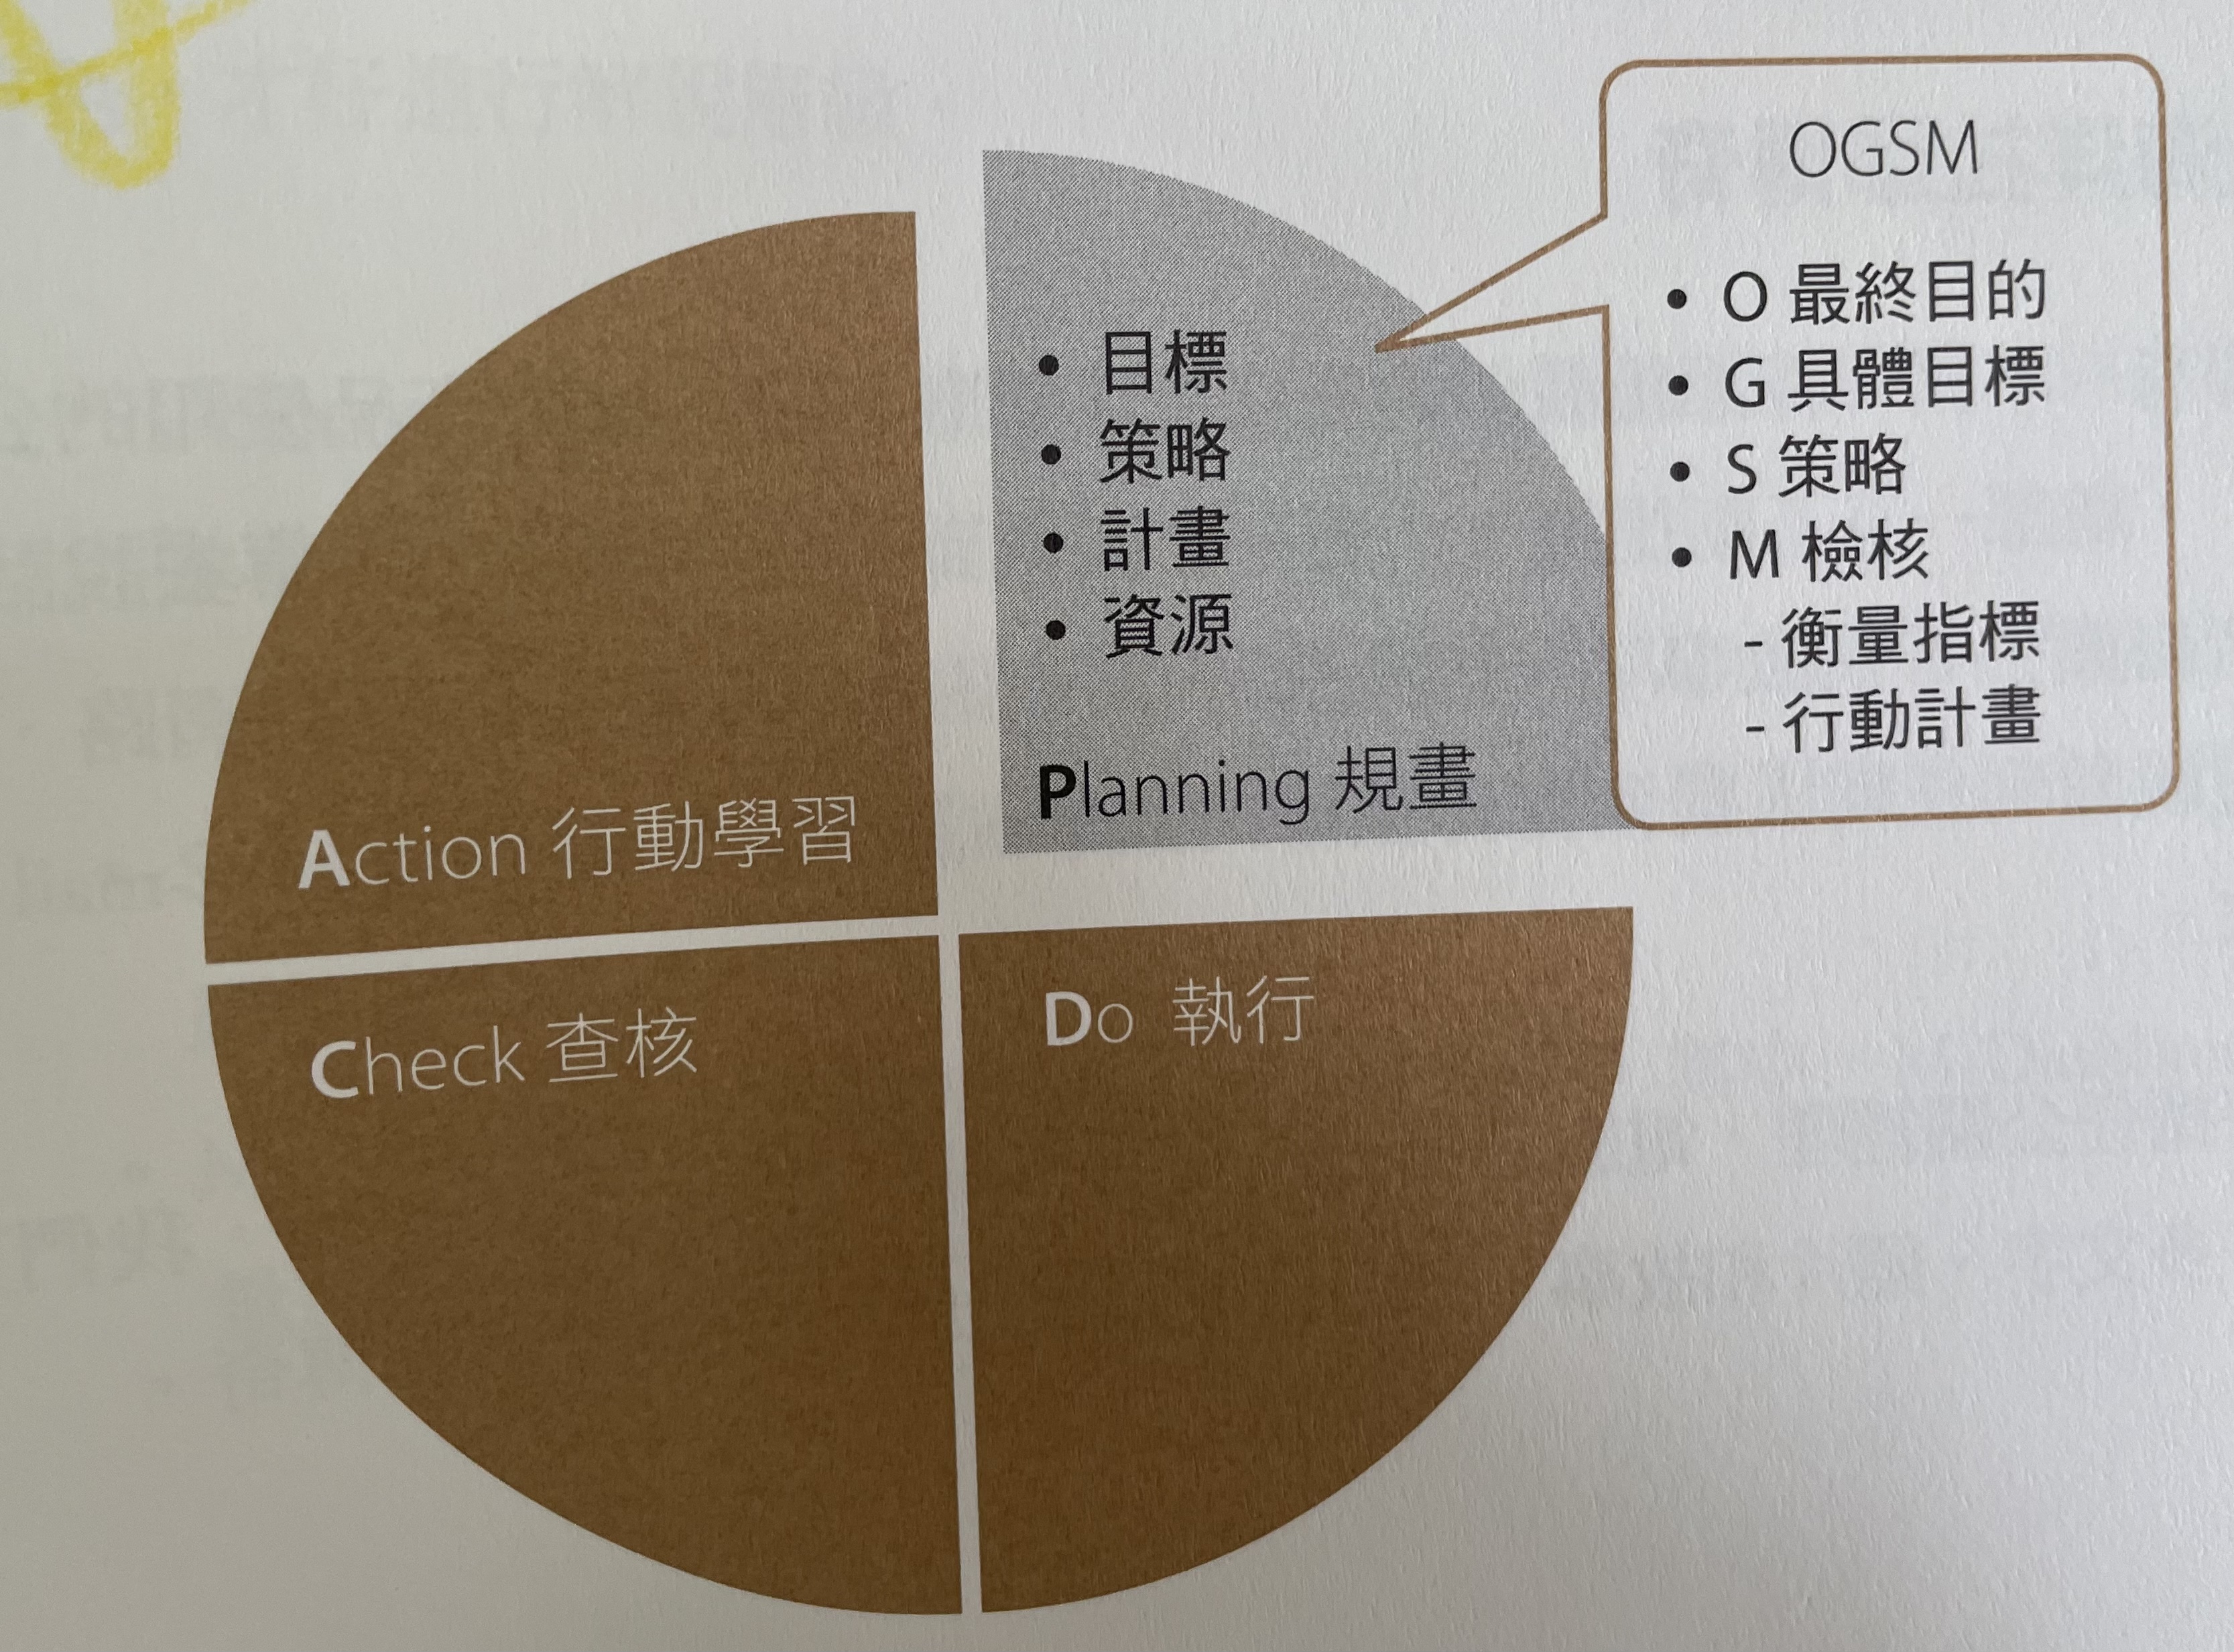 OGSM
• O 最終目的
• G 具體目標
• S 策略
• M 檢核
- 衡量指標
- 行動計畫
• 目標
• 策略
• 計畫
• 資源
Planning 規畫
Action 行動學習
Check 查核
Do 執行